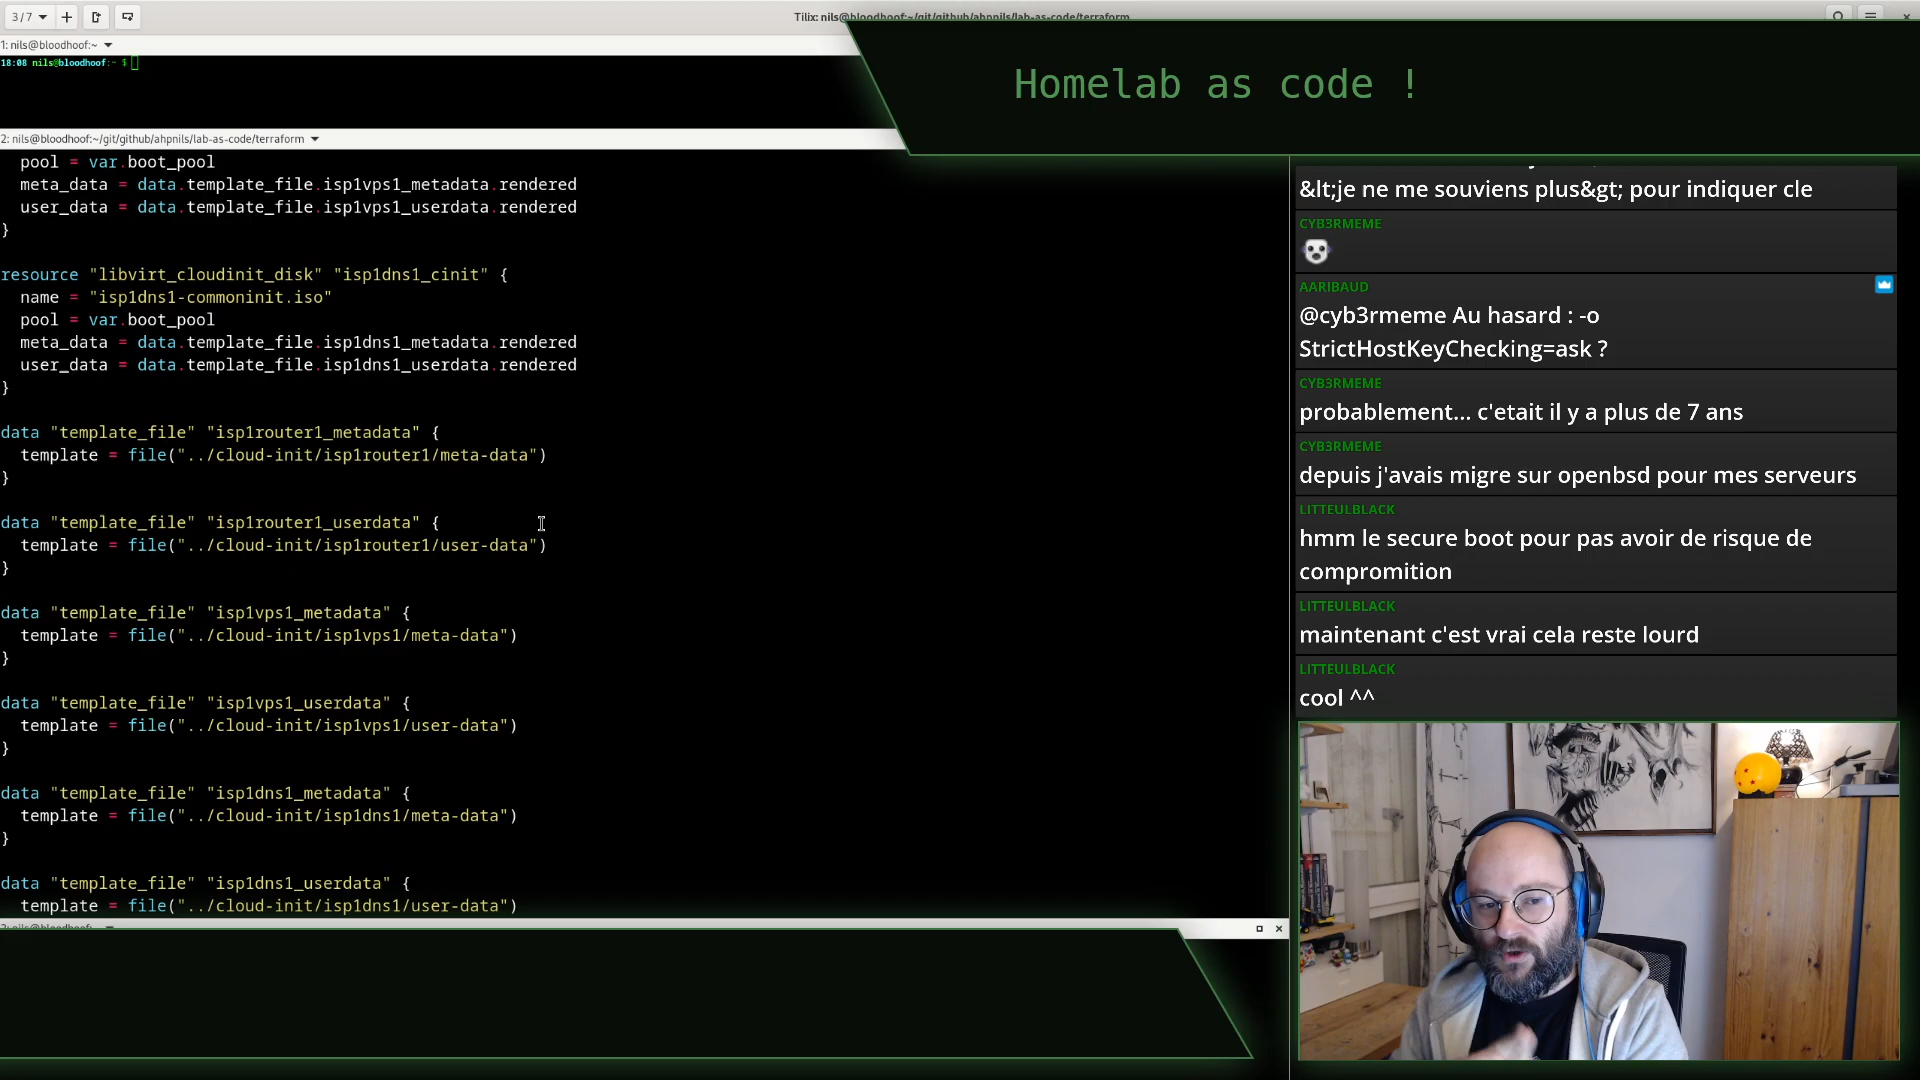 3/7
Tilix: nils@bloodhoof:~/git/github/ahpnils/lab-as-code/terraform
1: nils@bloodhoof:~
18:08 nils@bloodhoof:~ $
Homelab as code !
2: nils@bloodhoof:~/git/github/ahpnils/lab-as-code/terraform
pool = var.boot_pool
meta_data = data.template_file.isp1vps1_metadata.rendered
user_data = data.template_file.isp1vps1_userdata.rendered
}
resource "libvirt_cloudinit_disk" "isp1dns1_cinit" {
name = "isp1dns1-commoninit.iso"
pool = var.boot_pool
meta_data = data.template_file.isp1dns1_metadata.rendered
user_data = data.template_file.isp1dns1_userdata.rendered
}
data "template_file" "isp1router1_metadata" {
template = file("../cloud-init/isp1router1/meta-data")
}
data "template_file" "isp1router1_userdata" {
template = file("../cloud-init/isp1router1/user-data")
}
data "template_file" "isp1vps1_metadata" {
template = file("../cloud-init/isp1vps1/meta-data")
}
data "template_file" "isp1vps1_userdata" {
template = file("../cloud-init/isp1vps1/user-data")
}
data "template_file" "isp1dns1_metadata" {
template = file("../cloud-init/isp1dns1/meta-data")
}
data "template_file" "isp1dns1_userdata" {
template = file("../cloud-init/isp1dns1/user-data")
&lt;je ne me souviens plus&gt; pour indiquer cle
CYB3RMEME
AARIBAUD
@cyb3rmeme Au hasard : -o
StrictHostKeyChecking=ask ?
CYB3RMEME
probablement... c'etait il y a plus de 7 ans
CYB3RMEME
depuis j'avais migre sur openbsd pour mes serveurs
LITTEULBLACK
hmm le secure boot pour pas avoir de risque de
compromition
LITTEULBLACK
maintenant c'est vrai cela reste lourd
LITTEULBLACK
cool ^^